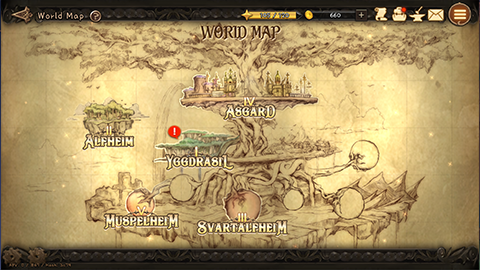 World Map
?
660
WORLD MAP
IV
ASGARD
II
ALFHEIM
!
I
YGGDRASIL
V
MUSPELHEIM
III
SVARTALFHEIM